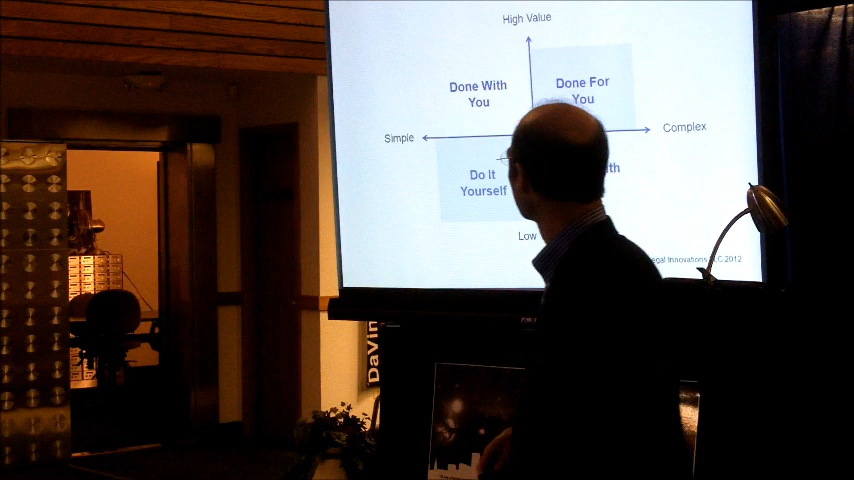 High Value
Done With
You
Done For
You
Simple
Complex
Do It
Yourself
Low
egal Innovations LLC 2012
DaVin